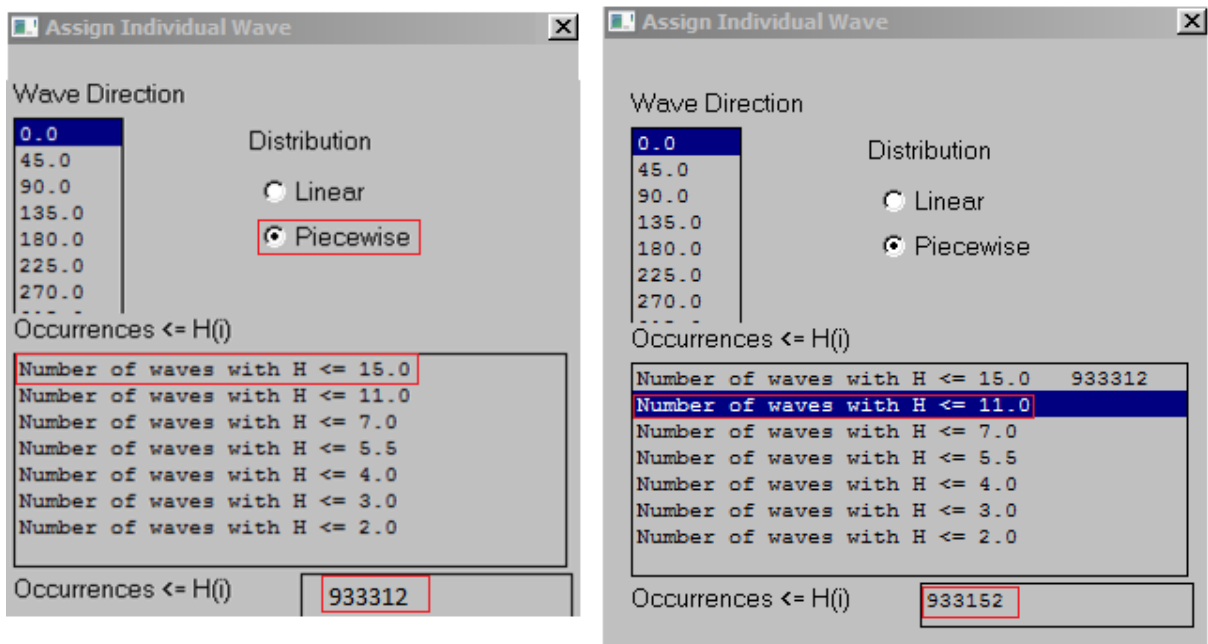 Assign Individual Wave
Wave Direction
0.0
45.0
90.0
135.0
180.0
225.0
270.0
Distribution
Linear
Piecewise
Occurrences <= H(i)
Number of waves with H <= 15.0
Number of waves with H <= 11.0
Number of waves with H <= 7.0
Number of waves with H <= 5.5
Number of waves with H <= 4.0
Number of waves with H <= 3.0
Number of waves with H <= 2.0
Occurrences <= H(i) 933312
Assign Individual Wave
Wave Direction
0.0
45.0
90.0
135.0
180.0
225.0
270.0
Distribution
Linear
Piecewise
Occurrences <= H(i)
Number of waves with H <= 15.0 933312
Number of waves with H <= 11.0
Number of waves with H <= 7.0
Number of waves with H <= 5.5
Number of waves with H <= 4.0
Number of waves with H <= 3.0
Number of waves with H <= 2.0
Occurrences <= H(i) 933152